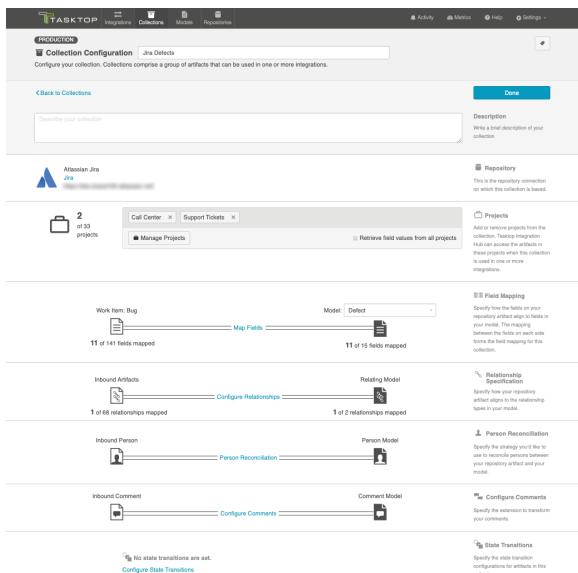 TASKTOP
Integrations
Collections
Models
Repositories
Activity
Metrics
Help
Settings
PRODUCTION
Collection Configuration
Jira Defects
Configure your collection. Collections comprise a group of artifacts that can be used in one or more integrations.
Back to Collections
Done
Describe your collection
Description
Write a brief description of your
collection
Atlassian Jira
Jira
Repository
This is the repository connection
on which this collection is based.
2
of 33
projects
Call Center ×
Support Tickets ×
Manage Projects
Retrieve field values from all projects
Projects
Add or remove projects from the
collection. Tasktop Integration
Hub can access the artifacts in
these projects when this collection
is used in one or more
integrations.
Work Item: Bug
Map Fields
Model: Defect
11 of 141 fields mapped
11 of 15 fields mapped
Field Mapping
Specify how the fields on your
repository artifact align to fields in
your model. The mapping
between the fields on each side
forms the field mapping for this
collection.
Inbound Artifacts
Configure Relationships
Relating Model
1 of 68 relationships mapped
1 of 2 relationships mapped
Relationship
Specification
Specify how your repository
artifact aligns to the relationship
types in your model.
Inbound Person
Person Reconciliation
Person Model
Person Reconciliation
Specify the strategy you'd like to
use to reconcile persons between
your repository artifact and your
model.
Inbound Comment
Configure Comments
Comment Model
Configure Comments
Specify the extension to transform
your comments.
No state transitions are set.
Configure State Transitions
State Transitions
Specify the state transition
configurations for artifacts in this